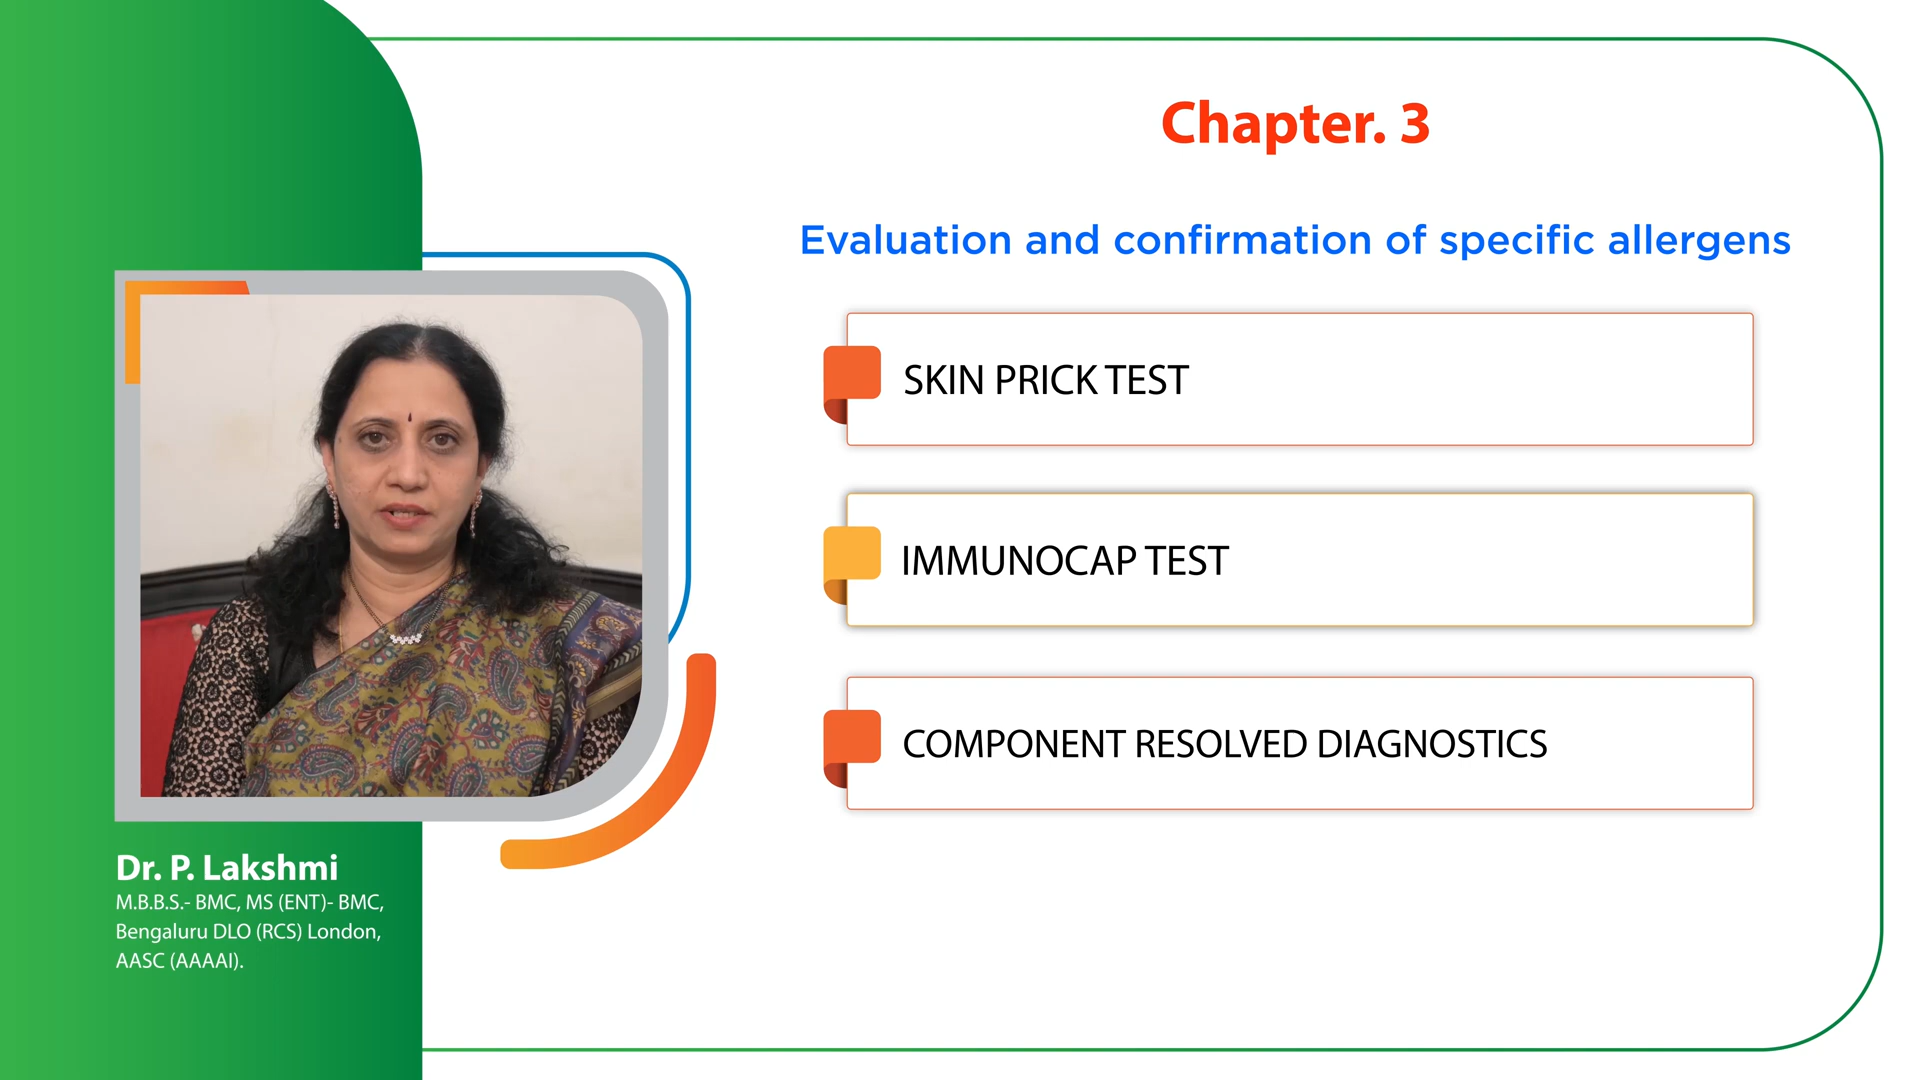 Chapter. 3
Evaluation and confirmation of specific allergens
SKIN PRICK TEST
IMMUNOCAP TEST
COMPONENT RESOLVED DIAGNOSTICS
Dr. P. Lakshmi
M.B.B.S.- BMC, MS (ENT)- BMC,
Bengaluru DLO (RCS) London,
AASC (AAAAI).